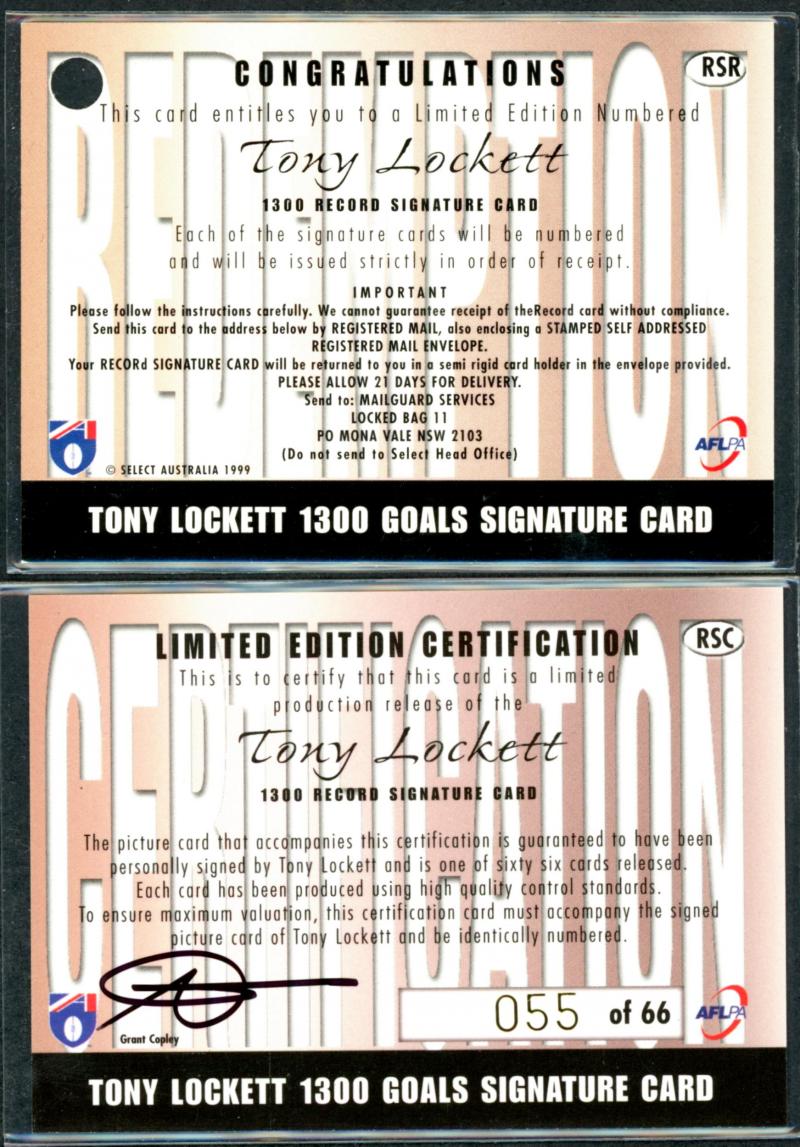 REDEMPTION
CONGRATULATIONS
RSR
This card entitles you to a Limited Edition Numbered
Tony Lockett
1300 RECORD SIGNATURE CARD
Each of the signature cards will be numbered
and will be issued strictly in order of receipt.
IMPORTANT
Please follow the instructions carefully. We cannot guarantee receipt of theRecord card without compliance.
Send this card to the address below by REGISTERED MAIL, also enclosing a STAMPED SELF ADDRESSED
REGISTERED MAIL ENVELOPE.
Your RECORd SIGNATURE CARD will be returned to you in a semi rigid card holder in the envelope provided.
PLEASE ALLOW 21 DAYS FOR DELIVERY.
Send to: MAILGUARD SERVICES
LOCKED BAG 11
PO MONA VALE NSW 2103
(Do not send to Select Head Office)
© SELECT AUSTRALIA 1999
AFLPA
TONY LOCKETT 1300 GOALS SIGNATURE CARD
CERTIFICATION
LIMITED EDITION CERTIFICATION
RSC
This is to certify that this card is a limited
production release of the
Tony Lockett
1300 RECORD SIGNATURE CARD
The picture card that accompanies this certification is guaranteed to have been
personally signed by Tony Lockett and is one of sixty six cards released.
Each card has been produced using high quality control standards.
To ensure maximum valuation, this certification card must accompany the signed
picture card of Tony Lockett and be identically numbered.
055 of 66
AFLPA
Grant Copley
TONY LOCKETT 1300 GOALS SIGNATURE CARD